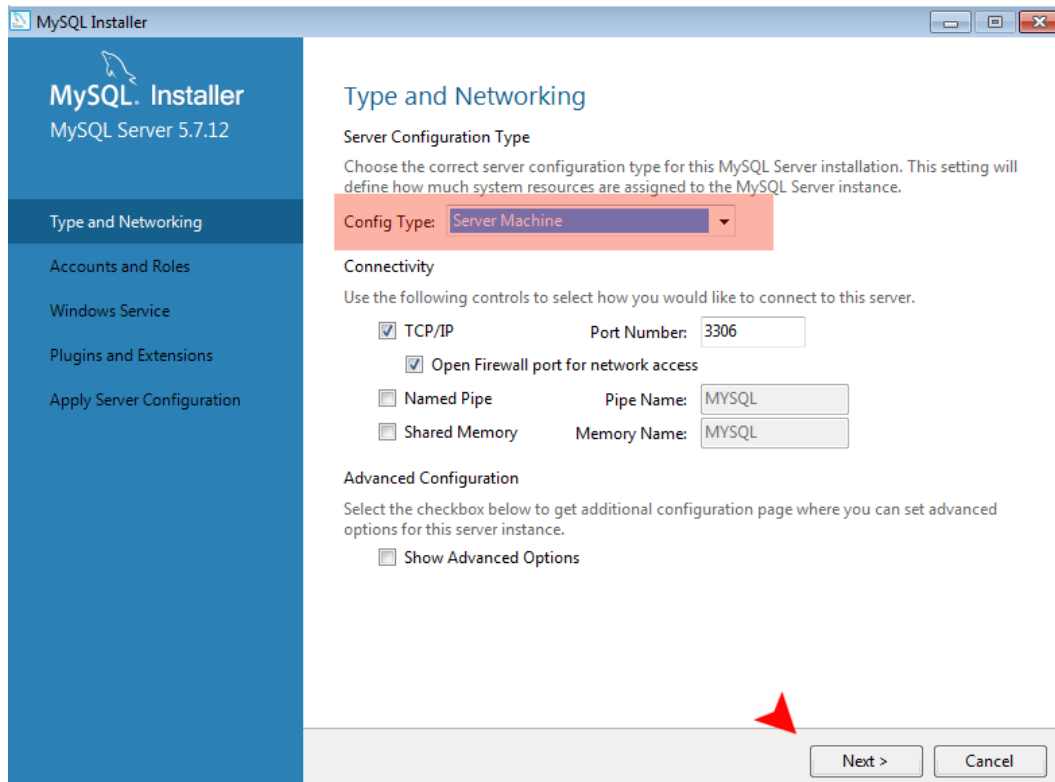 MySQL Installer
MySQL. Installer
MySQL Server 5.7.12
Type and Networking
Accounts and Roles
Windows Service
Plugins and Extensions
Apply Server Configuration
Type and Networking
Server Configuration Type
Choose the correct server configuration type for this MySQL Server installation. This setting will
define how much system resources are assigned to the MySQL Server instance.
Config Type: Server Machine
Connectivity
Use the following controls to select how you would like to connect to this server.
TCP/IP Port Number: 3306
Open Firewall port for network access
Named Pipe Pipe Name: MYSQL
Shared Memory Memory Name: MYSQL
Advanced Configuration
Select the checkbox below to get additional configuration page where you can set advanced
options for this server instance.
Show Advanced Options
Next > Cancel